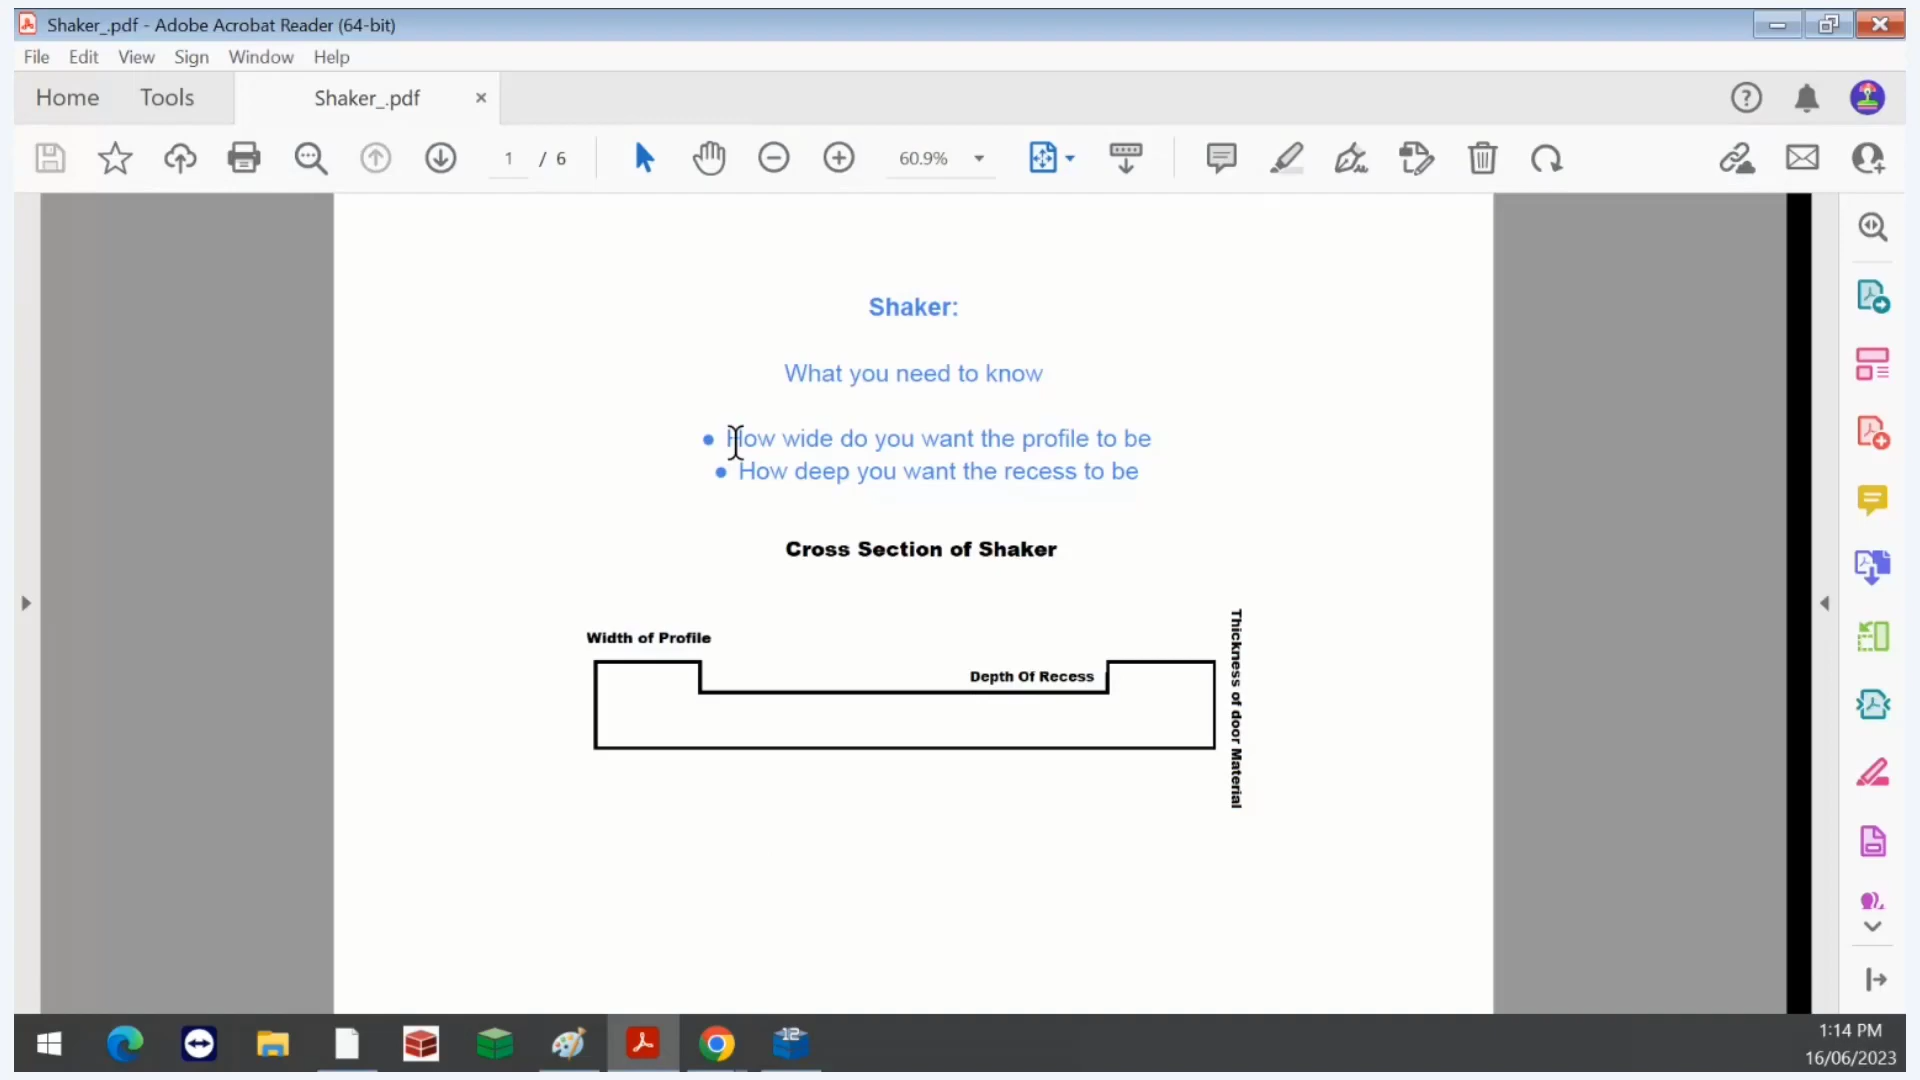 Shaker_.pdf - Adobe Acrobat Reader (64-bit)
File Edit View Sign Window Help
Home Tools Shaker_.pdf
1 / 6 60.9%
Shaker:
What you need to know
● How wide do you want the profile to be
● How deep you want the recess to be
Cross Section of Shaker
Width of Profile
Depth Of Recess
Thickness of door Material
12
1:14 PM
16/06/2023